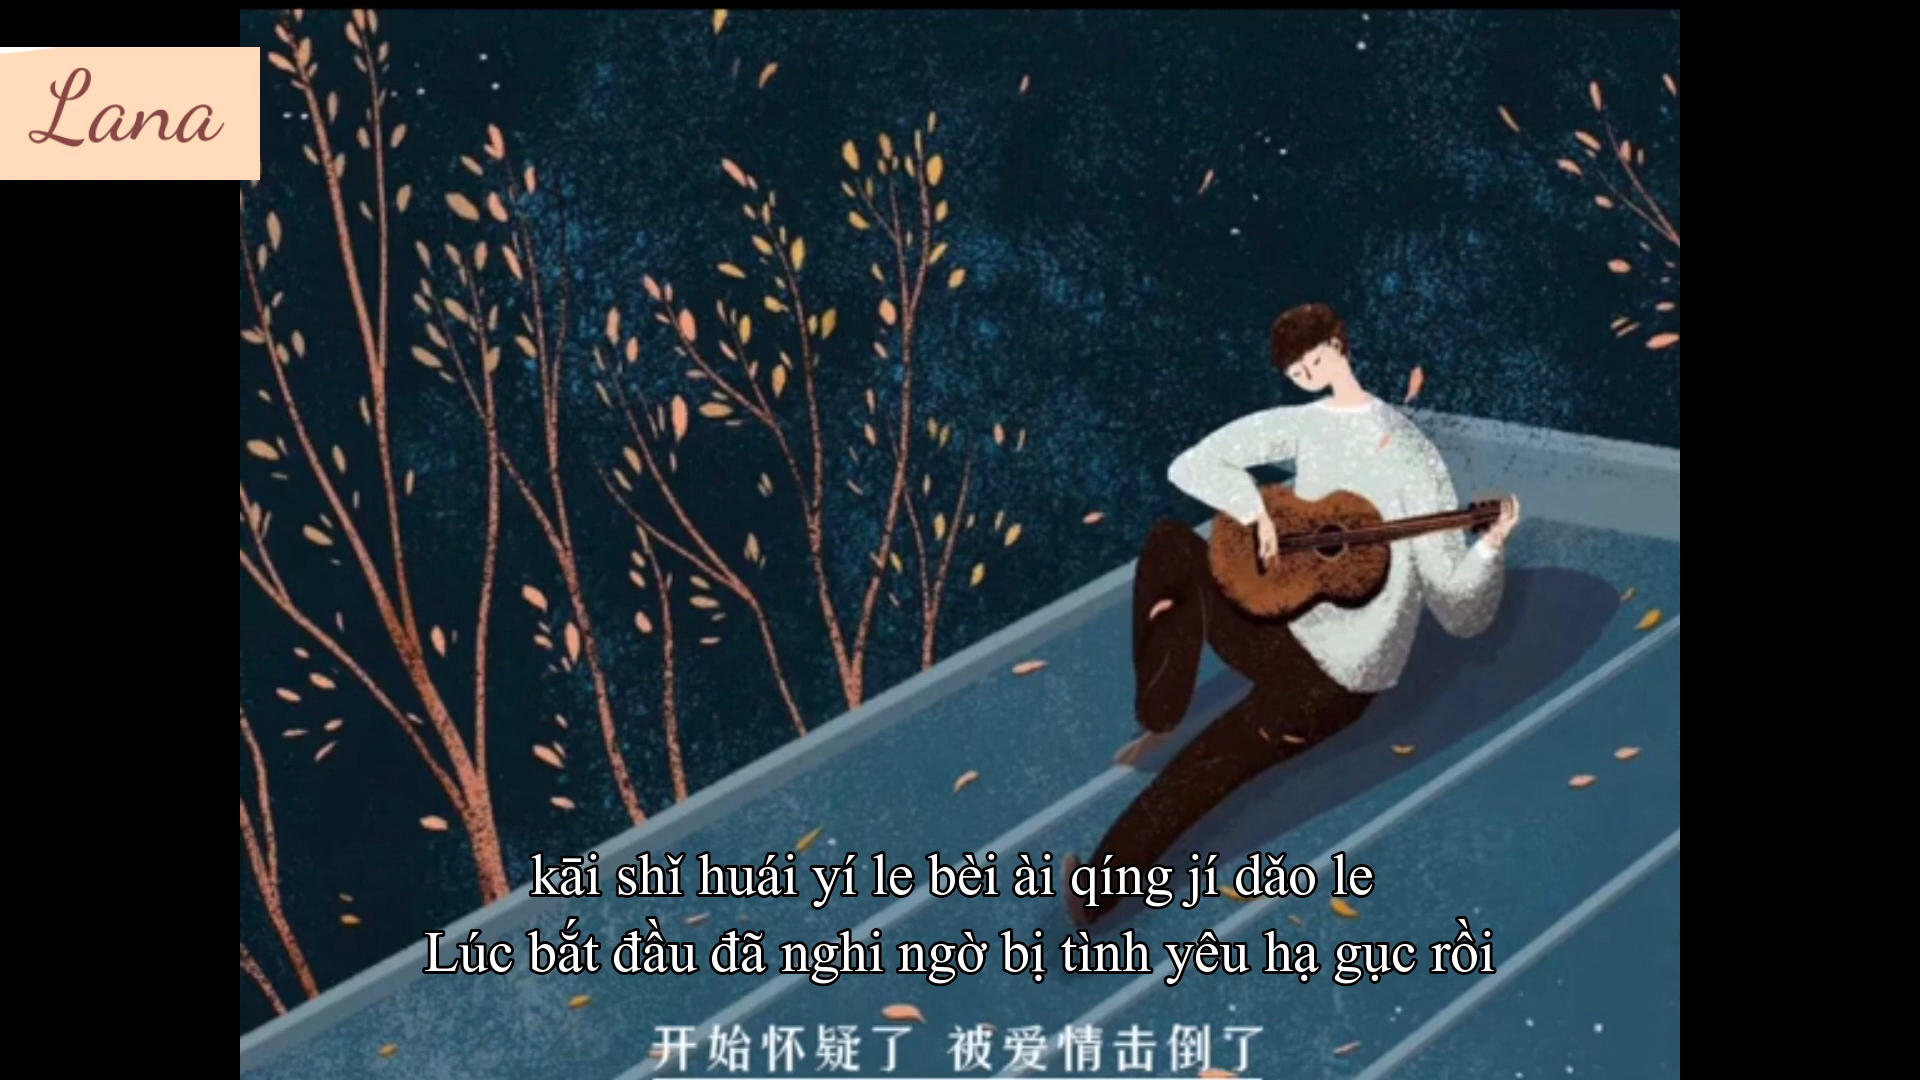 Lana
kāi shǐ huái yí le bèi ài qíng jí dǎo le
Lúc bắt đầu đã nghi ngờ bị tình yêu hạ gục rồi
开始怀疑了 被爱情击倒了